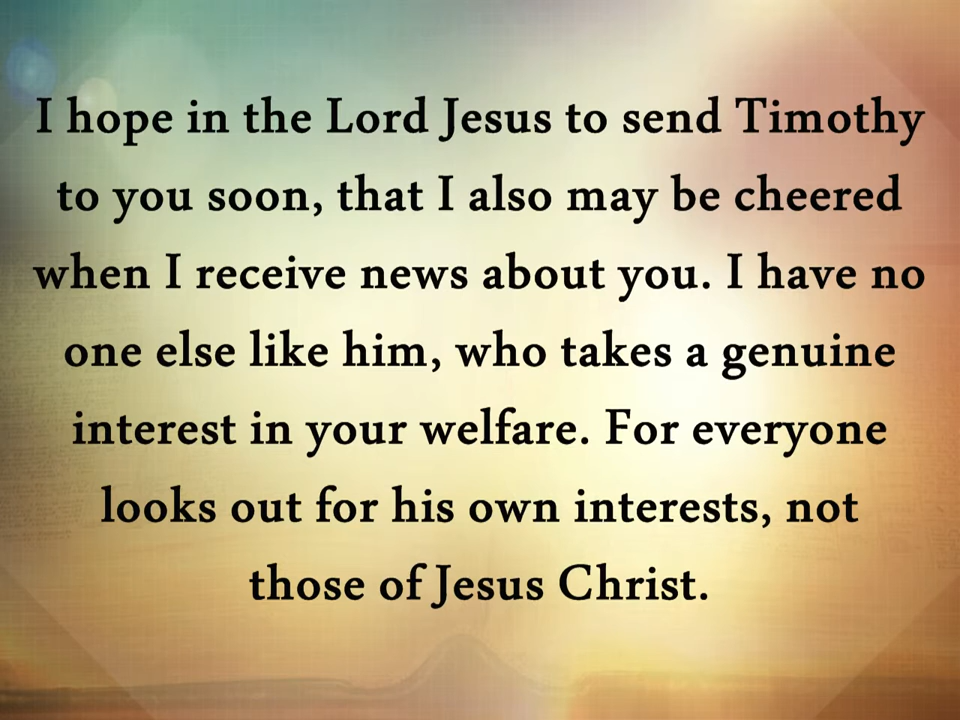 I hope in the Lord Jesus to send Timothy
to you soon, that I also may be cheered
when I receive news about you. I have no
one else like him, who takes a genuine
interest in your welfare. For everyone
looks out for his own interests, not
those of Jesus Christ.